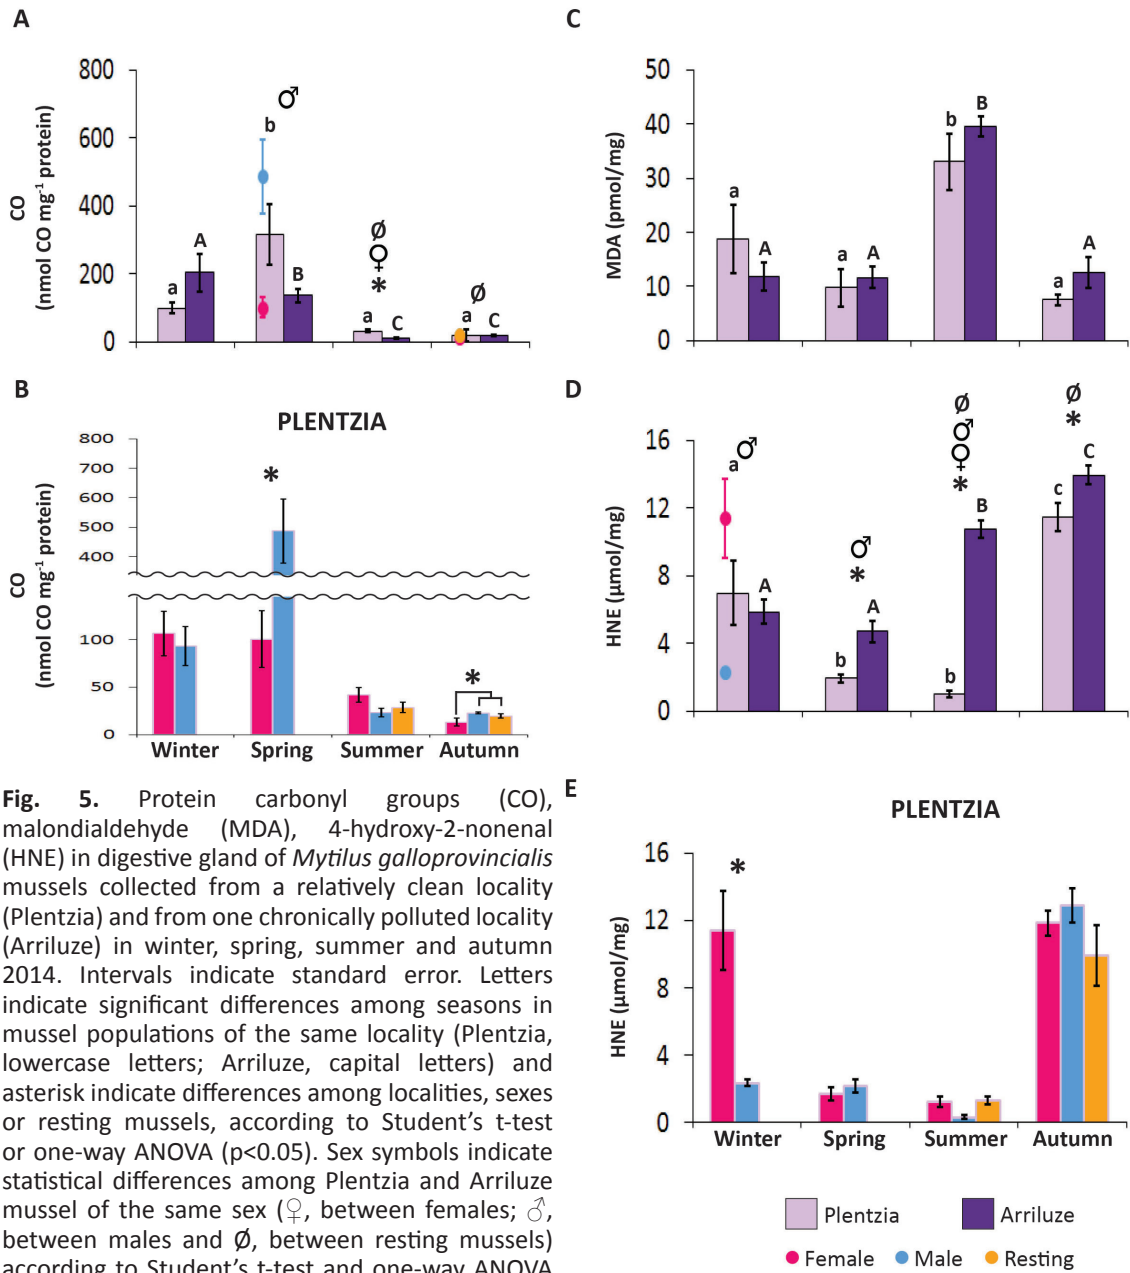 A
800
600
400
200
0
CO
(nmol CO mg⁻¹ protein)
a
A
♂
b
B
Ø
♀
*
a
C
Ø
a
C
B
PLENTZIA
800
700
600
500
400
100
50
0
CO
(nmol CO mg⁻¹ protein)
*
*
Winter Spring Summer Autumn
C
50
40
30
20
10
0
MDA (pmol/mg)
a
A
a
A
b
B
a
A
D
16
12
8
4
0
HNE (µmol/mg)
a ♂
A
♂
*
b
A
Ø
♂
♀
*
b
B
Ø
*
c
C
E
PLENTZIA
16
12
8
4
0
HNE (µmol/mg)
*
Winter Spring Summer Autumn
Plentzia Arriluze
Female Male Resting
Fig. 5. Protein carbonyl groups (CO),
malondialdehyde (MDA), 4-hydroxy-2-nonenal
(HNE) in digestive gland of Mytilus galloprovincialis
mussels collected from a relatively clean locality
(Plentzia) and from one chronically polluted locality
(Arriluze) in winter, spring, summer and autumn
2014. Intervals indicate standard error. Letters
indicate significant differences among seasons in
mussel populations of the same locality (Plentzia,
lowercase letters; Arriluze, capital letters) and
asterisk indicate differences among localities, sexes
or resting mussels, according to Student's t-test
or one-way ANOVA (p<0.05). Sex symbols indicate
statistical differences among Plentzia and Arriluze
mussel of the same sex (♀, between females; ♂,
between males and Ø, between resting mussels)
according to Student's t-test and one-way ANOVA